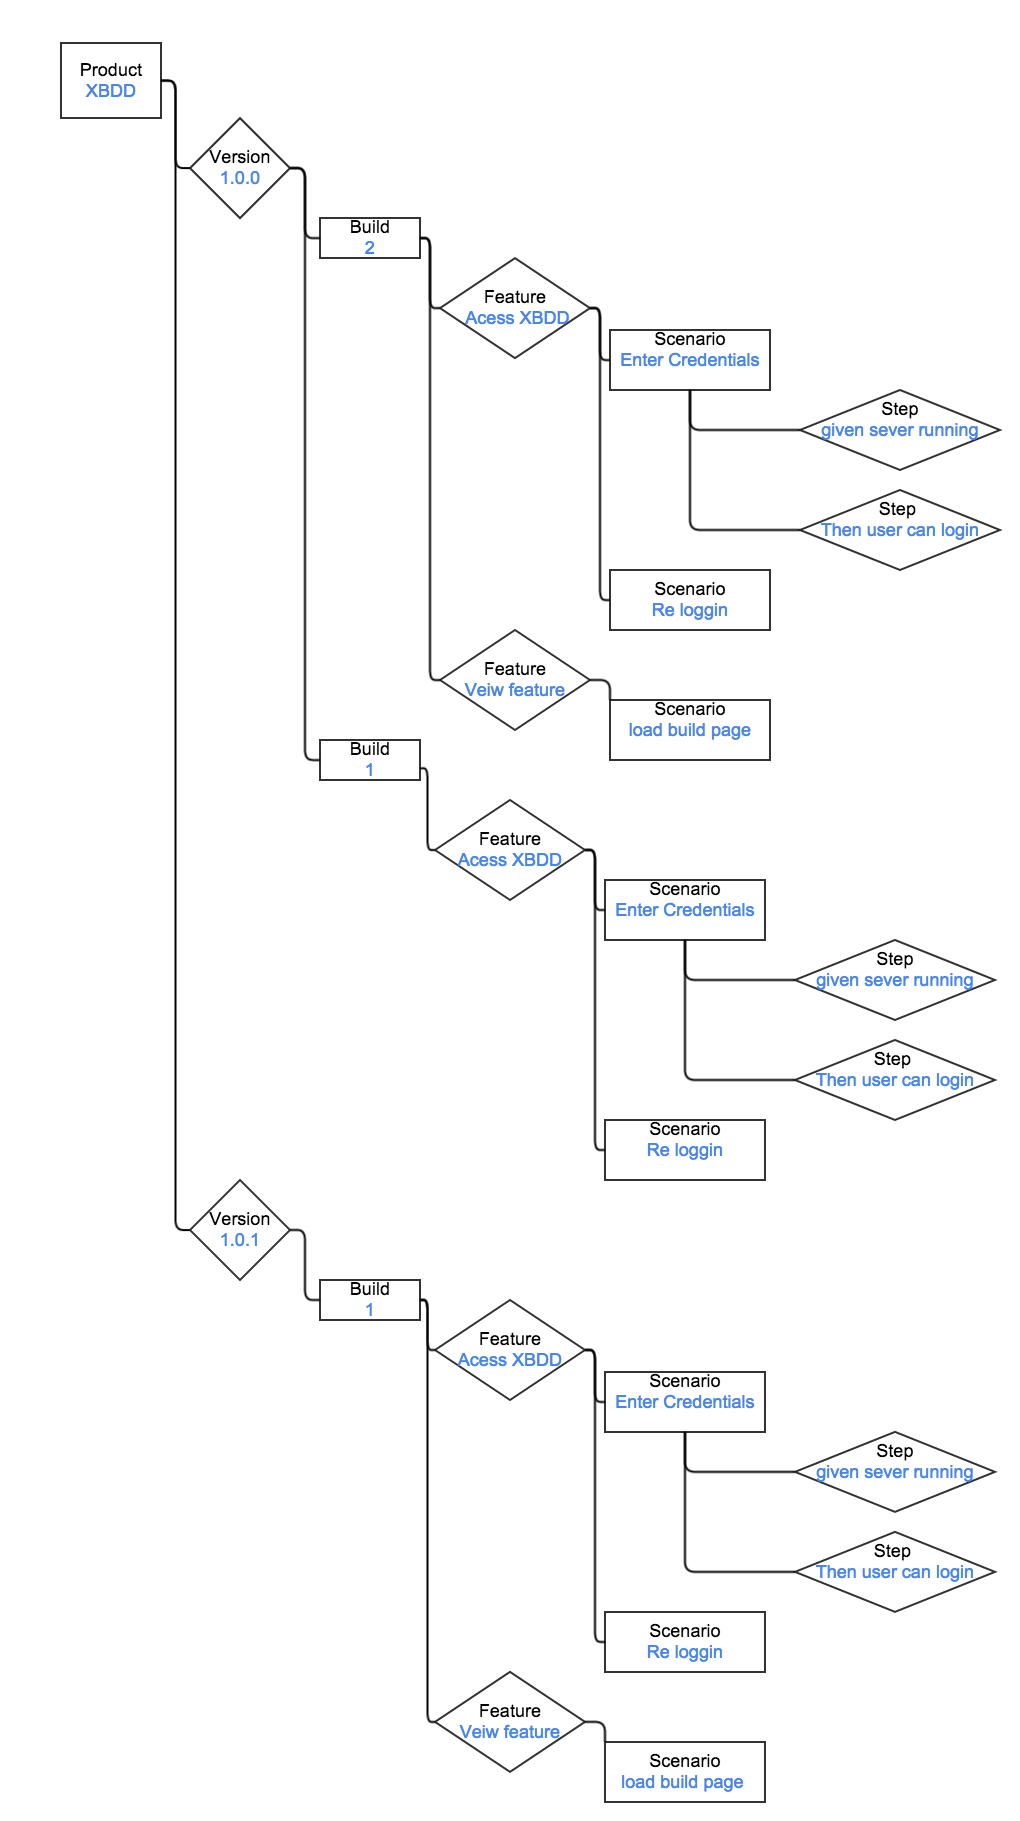 Product
XBDD
Version
1.0.0
Build
2
Feature
Acess XBDD
Scenario
Enter Credentials
Step
given sever running
Step
Then user can login
Scenario
Re loggin
Feature
Veiw feature
Scenario
load build page
Build
1
Feature
Acess XBDD
Scenario
Enter Credentials
Step
given sever running
Step
Then user can login
Scenario
Re loggin
Version
1.0.1
Build
1
Feature
Acess XBDD
Scenario
Enter Credentials
Step
given sever running
Step
Then user can login
Scenario
Re loggin
Feature
Veiw feature
Scenario
load build page